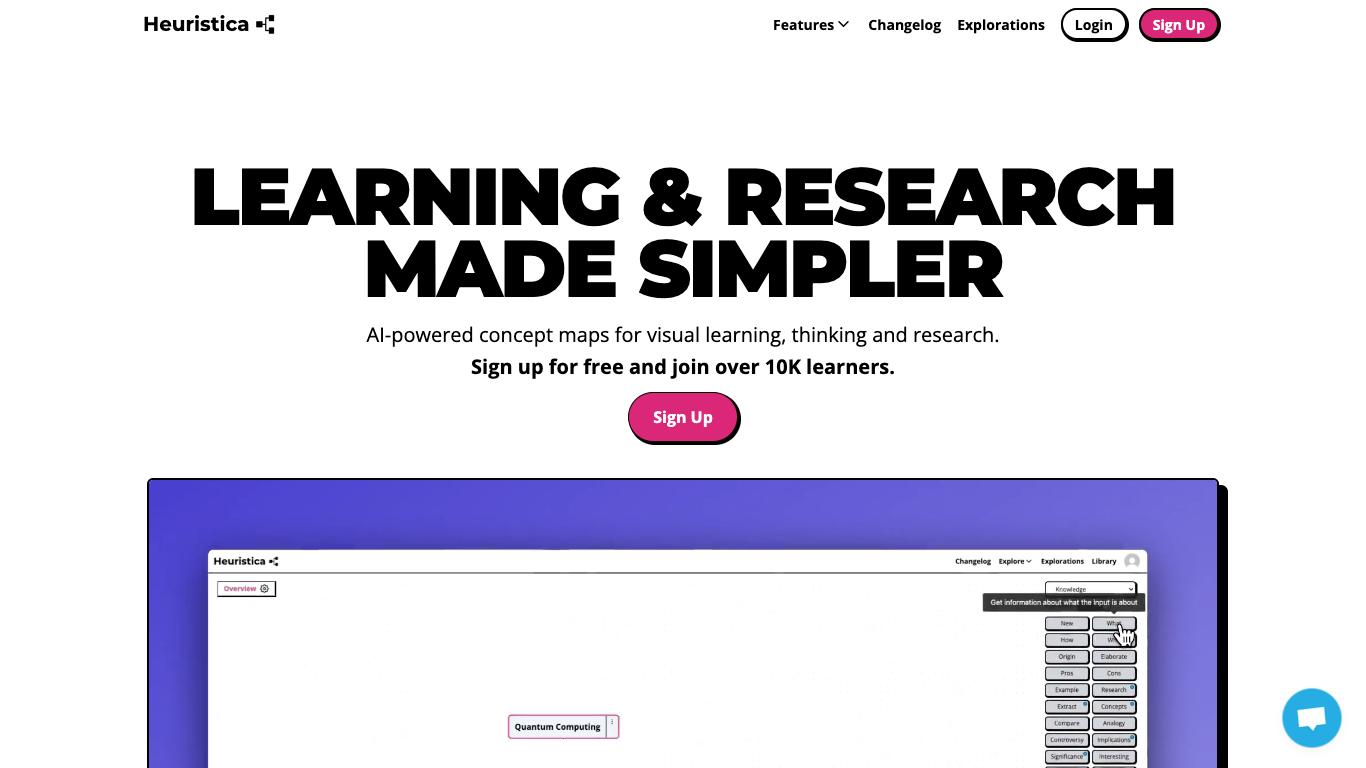 Heuristica
Features
Changelog
Explorations
Login
Sign Up
LEARNING & RESEARCH
MADE SIMPLER
AI-powered concept maps for visual learning, thinking and research.
Sign up for free and join over 10K learners.
Sign Up
Heuristica
Changelog
Explore
Explorations
Library
Overview
Knowledge
Get information about what the input is about
New
How
Origin
Elaborate
Pros
Cons
Example
Research
Extract
Concepts
Compare
Analogy
Controversy
Implications
Significance
Interesting
Quantum Computing